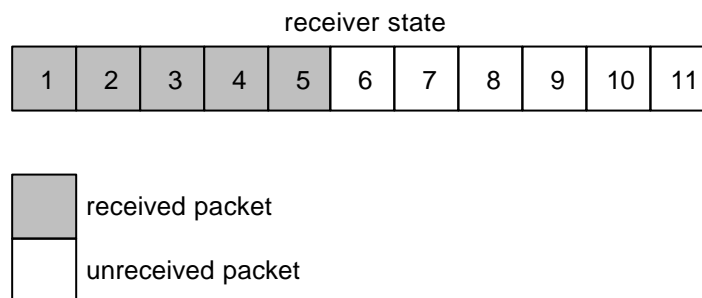 receiver state
1 2 3 4 5 6 7 8 9 10 11
received packet
unreceived packet